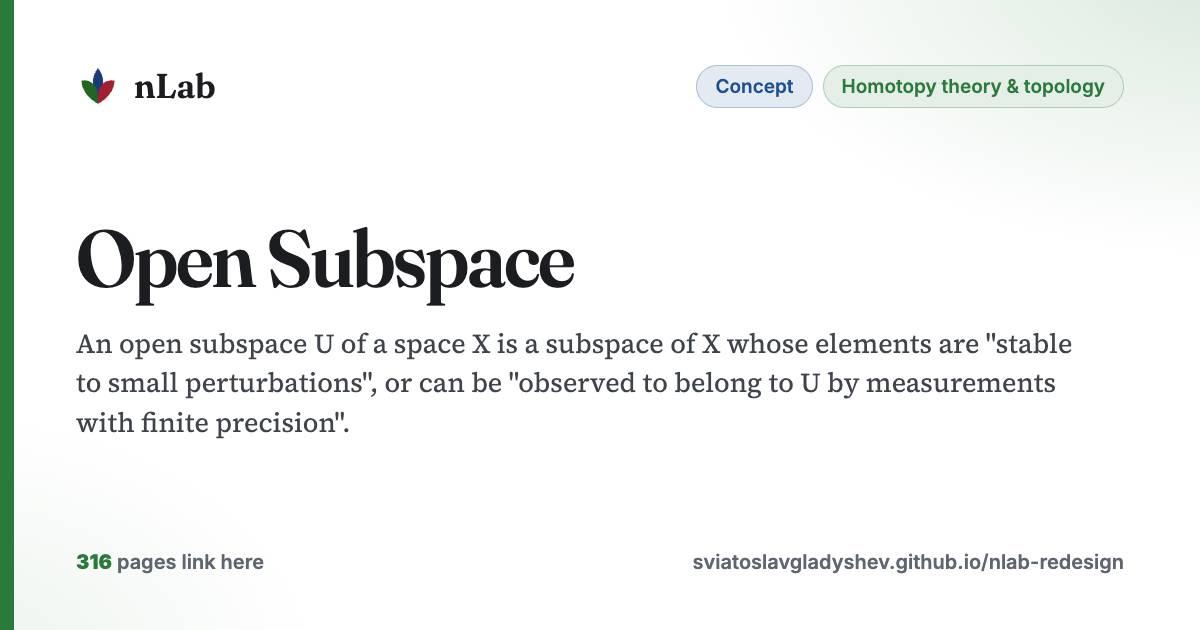 nLab
Concept
Homotopy theory & topology
Open Subspace
An open subspace U of a space X is a subspace of X whose elements are "stable
to small perturbations", or can be "observed to belong to U by measurements
with finite precision".
316 pages link here
sviatoslavgladyshev.github.io/nlab-redesign